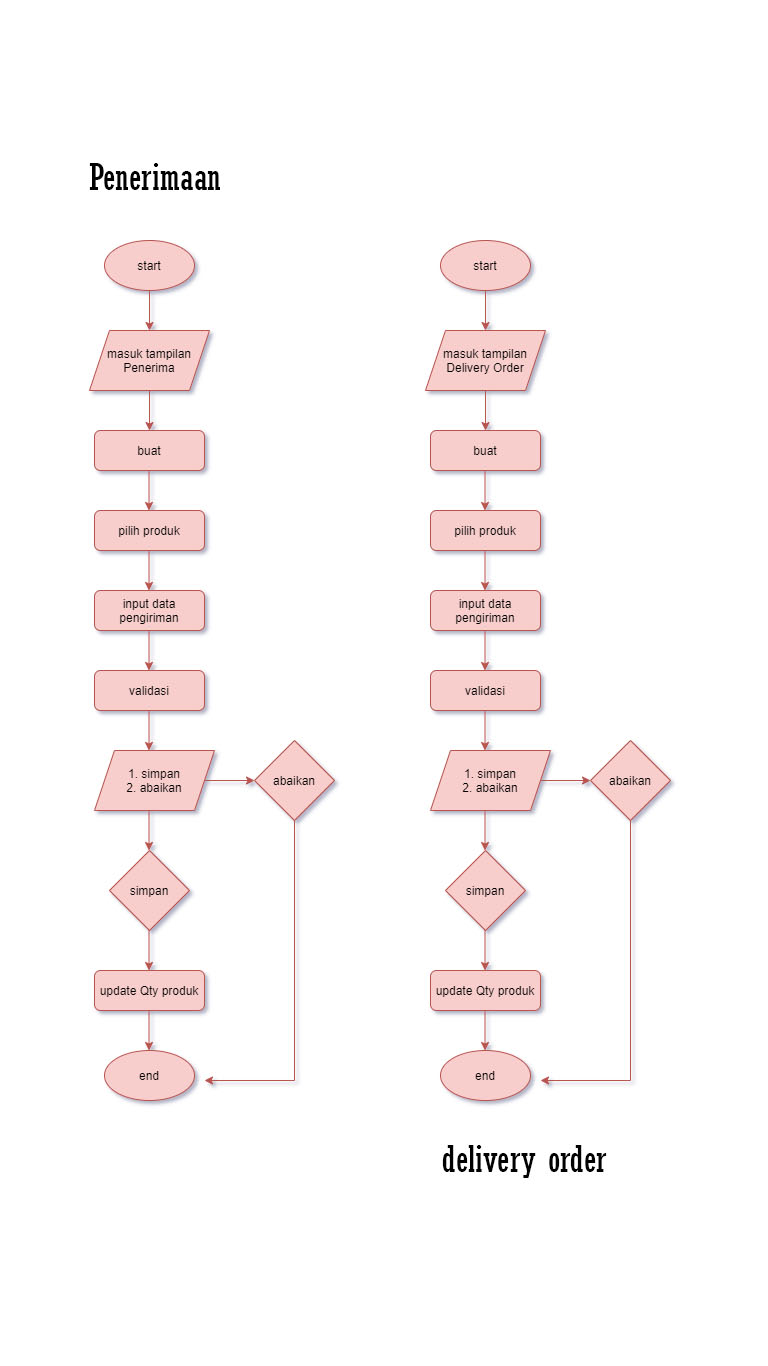 Penerimaan
start
masuk tampilan
Penerima
buat
pilih produk
input data
pengiriman
validasi
1. simpan
2. abaikan
abaikan
simpan
update Qty produk
end
start
masuk tampilan
Delivery Order
buat
pilih produk
input data
pengiriman
validasi
1. simpan
2. abaikan
abaikan
simpan
update Qty produk
end
delivery order